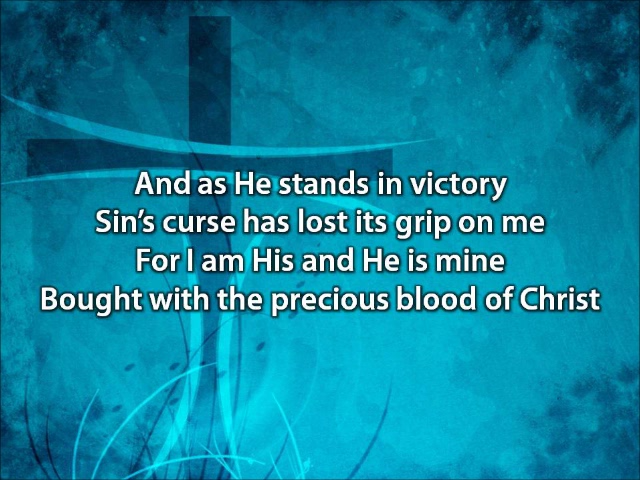 And as He stands in victory
Sin’s curse has lost its grip on me
For I am His and He is mine
Bought with the precious blood of Christ